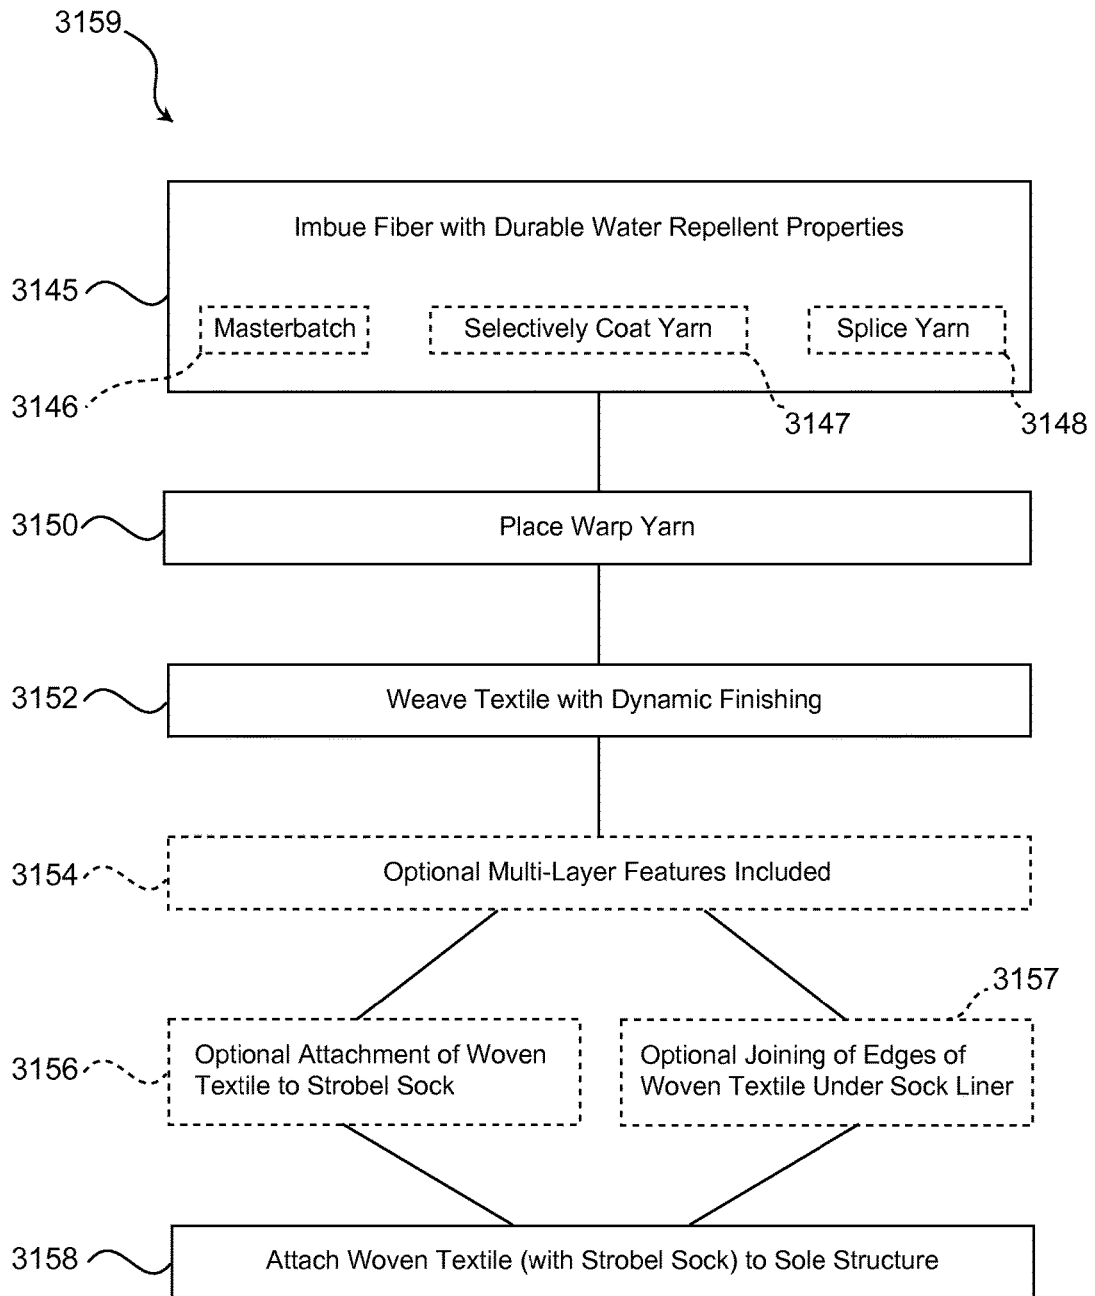 3159
Imbue Fiber with Durable Water Repellent Properties
3145
Masterbatch
Selectively Coat Yarn
Splice Yarn
3146
3147
3148
3150
Place Warp Yarn
3152
Weave Textile with Dynamic Finishing
3154
Optional Multi-Layer Features Included
3157
3156
Optional Attachment of Woven
Textile to Strobel Sock
Optional Joining of Edges of
Woven Textile Under Sock Liner
3158
Attach Woven Textile (with Strobel Sock) to Sole Structure